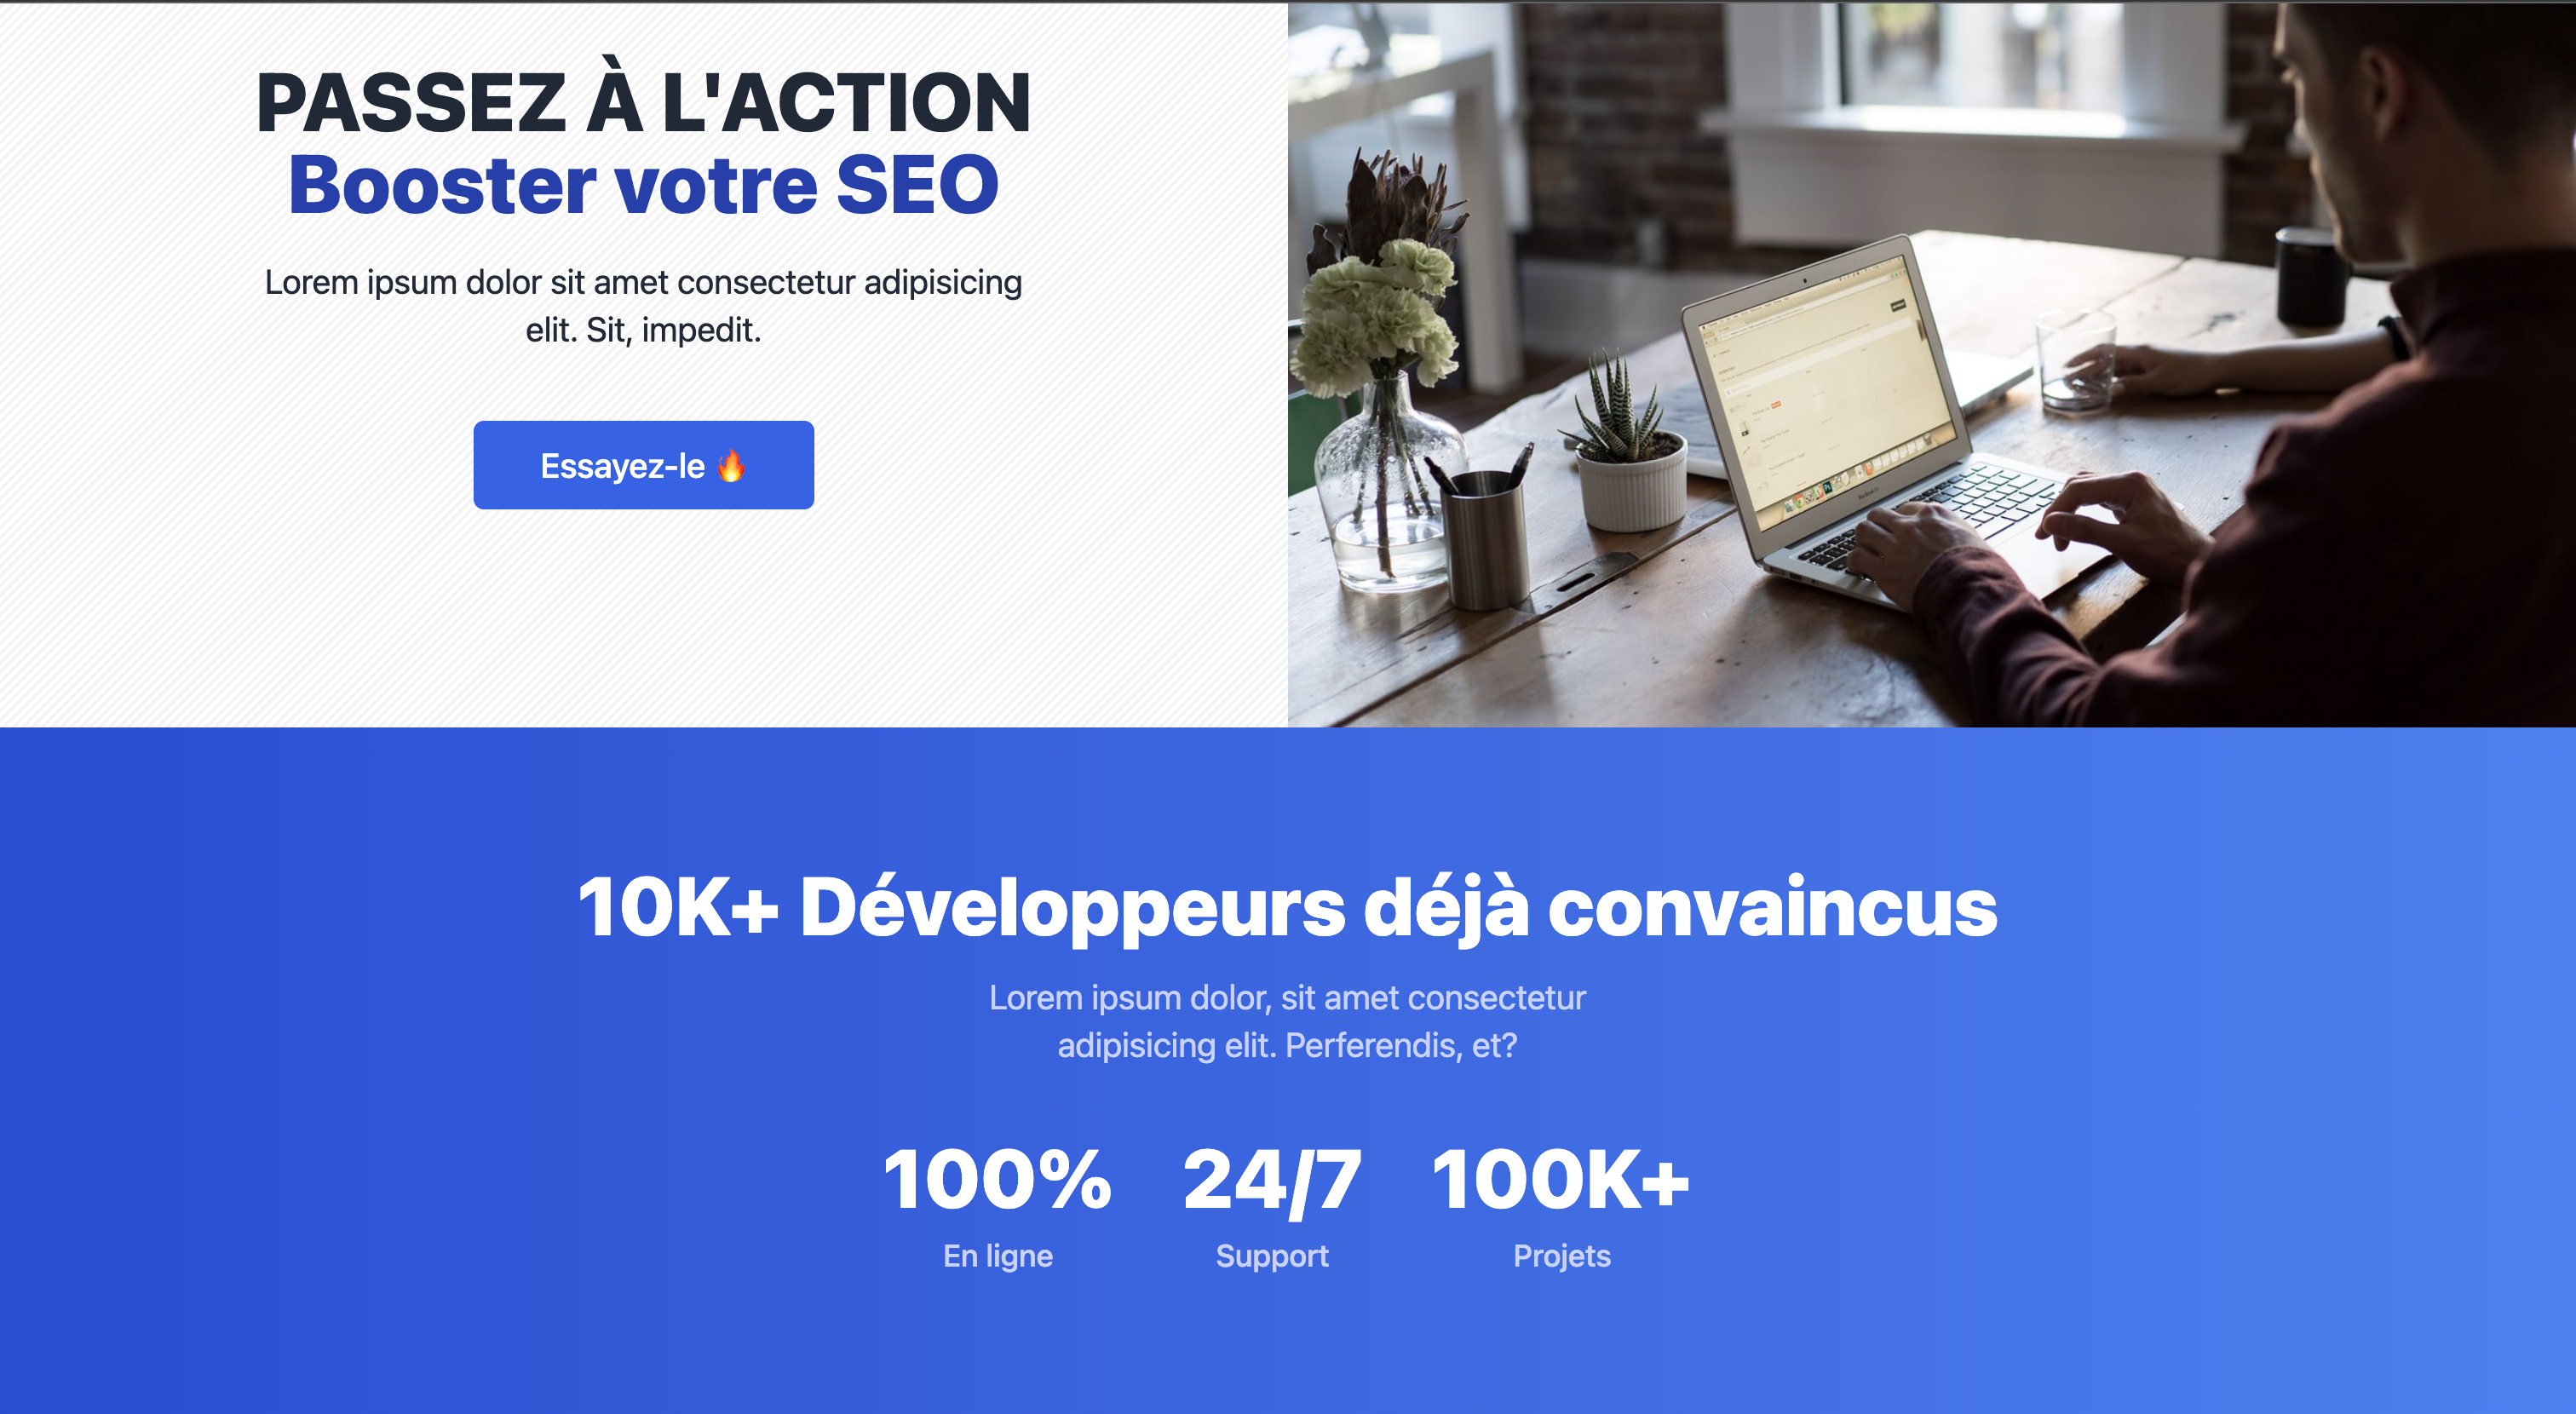 PASSEZ À L'ACTION
Booster votre SEO
Lorem ipsum dolor sit amet consectetur adipisicing
elit. Sit, impedit.
Essayez-le 🔥
10K+ Développeurs déjà convaincus
Lorem ipsum dolor, sit amet consectetur
adipisicing elit. Perferendis, et?
100% 24/7 100K+
En ligne Support Projets